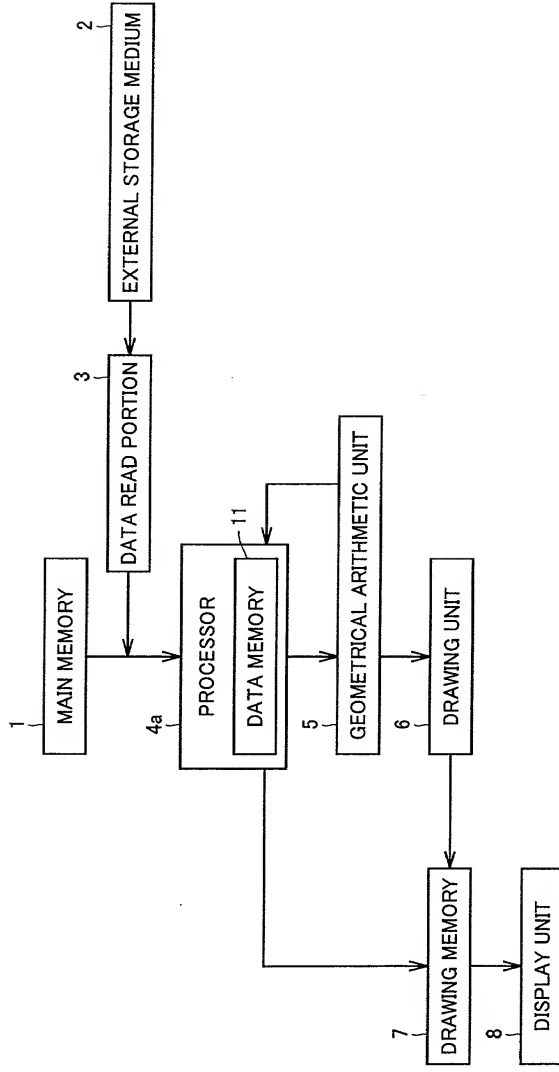 1
MAIN MEMORY
2
EXTERNAL STORAGE MEDIUM
3
DATA READ PORTION
4a
PROCESSOR
11
DATA MEMORY
5
GEOMETRICAL ARITHMETIC UNIT
6
DRAWING UNIT
7
DRAWING MEMORY
8
DISPLAY UNIT